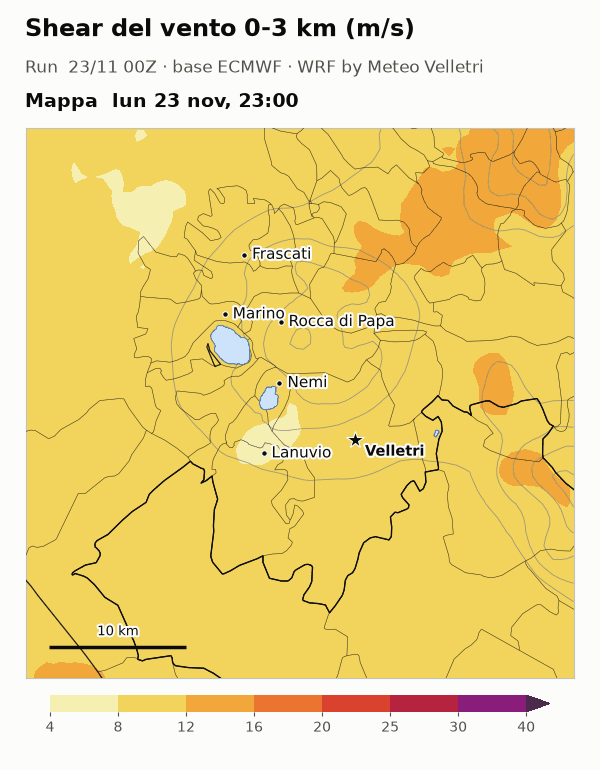 Shear del vento 0-3 km (m/s)
Run 23/11 00Z · base ECMWF · WRF by Meteo Velletri
Mappa lun 23 nov, 23:00
Frascati
Marino
Rocca di Papa
Nemi
Velletri
Lanuvio
10 km
4 8 12 16 20 25 30 40